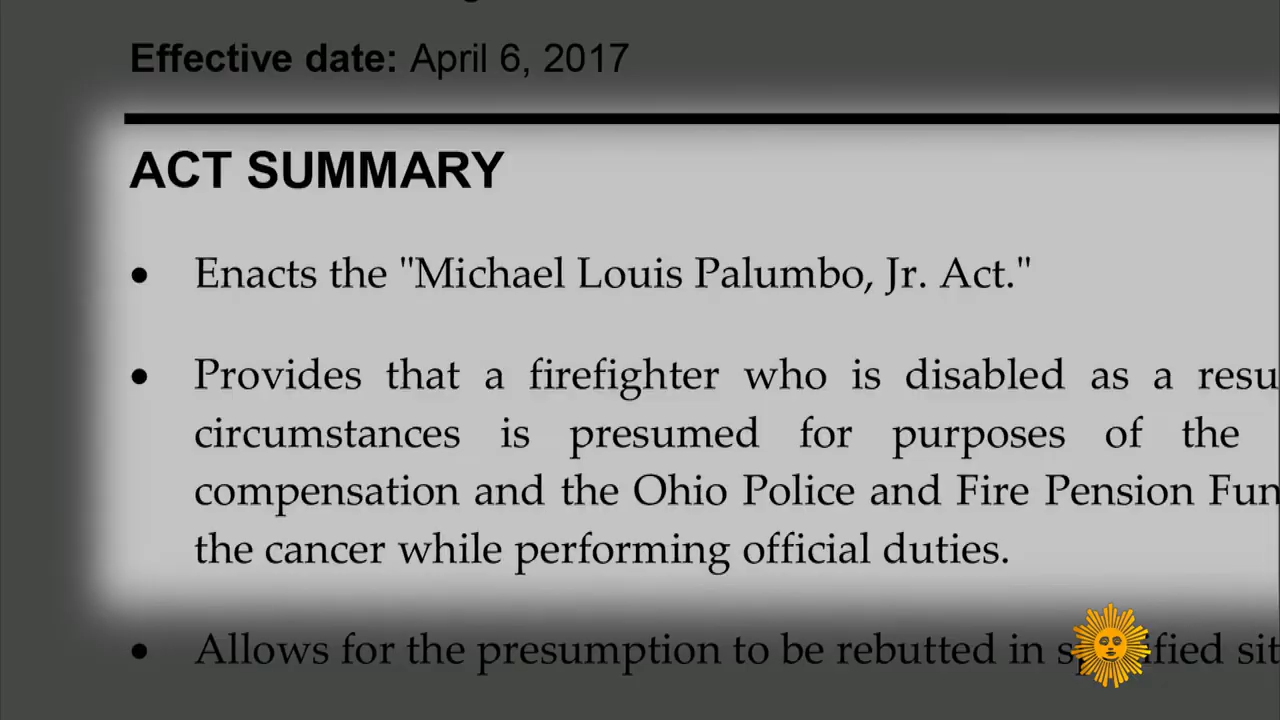 Effective date: April 6, 2017
ACT SUMMARY
• Enacts the "Michael Louis Palumbo, Jr. Act."
• Provides that a firefighter who is disabled as a
circumstances is presumed for purposes of the
compensation and the Ohio Police and Fire Pension
the cancer while performing official duties.
• Allows for the presumption to be rebutted in